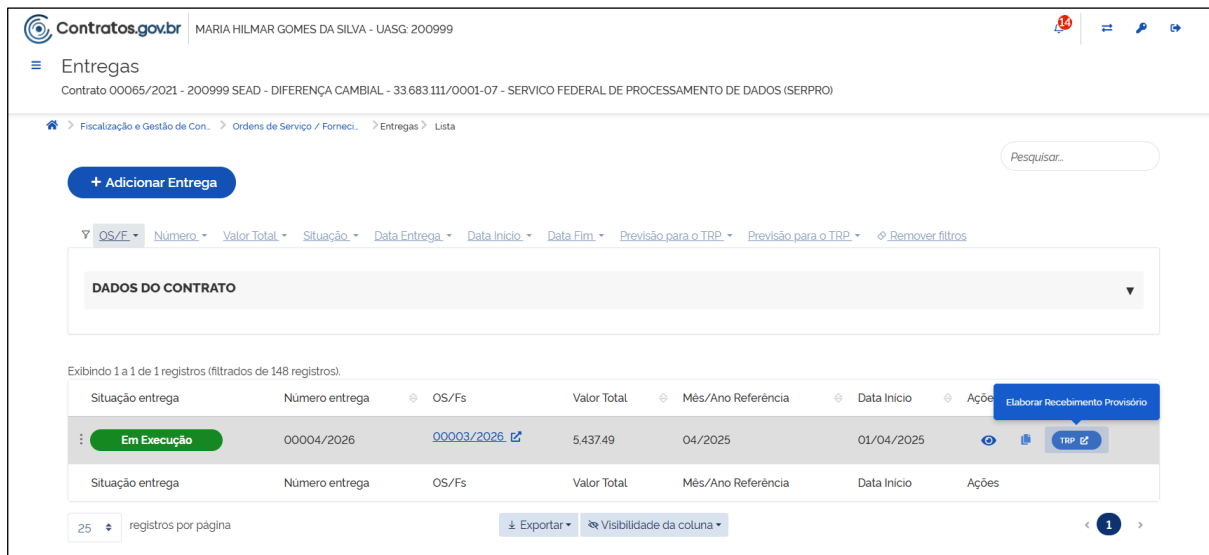 Contratos.gov.br MARIA HILMAR GOMES DA SILVA - UASG: 200999 14
Entregas
Contrato 00065/2021 - 200999 SEAD - DIFERENÇA CAMBIAL - 33.683.111/0001-07 - SERVICO FEDERAL DE PROCESSAMENTO DE DADOS (SERPRO)
Fiscalização e Gestão de Con... > Ordens de Serviço / Forneci... > Entregas > Lista
Pesquisar...
+ Adicionar Entrega
OS/F Número Valor Total Situação Data Entrega Data Início Data Fim Previsão para o TRP Previsão para o TRP Remover filtros
DADOS DO CONTRATO
Exibindo 1 a 1 de 1 registros (filtrados de 148 registros).
Situação entrega Número entrega OS/Fs Valor Total Mês/Ano Referência Data Início Açõe Elaborar Recebimento Provisório
Em Execução 00004/2026 00003/2026 5.437.49 04/2025 01/04/2025 TRP
Situação entrega Número entrega OS/Fs Valor Total Mês/Ano Referência Data Início Ações
25 registros por página Exportar Visibilidade da coluna < 1 >